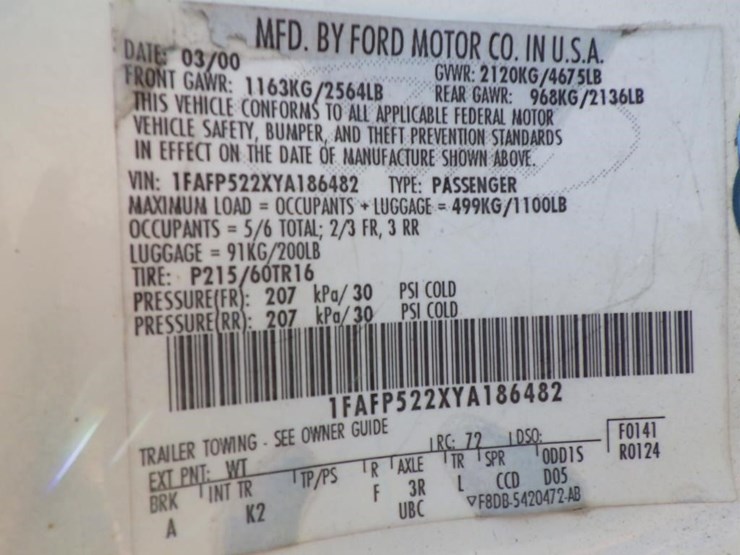 MFD. BY FORD MOTOR CO. IN U.S.A.
DATE: 03/00 GVWR: 2120KG/4675LB
FRONT GAWR: 1163KG/2564LB REAR GAWR: 968KG/2136LB
THIS VEHICLE CONFORMS TO ALL APPLICABLE FEDERAL MOTOR
VEHICLE SAFETY, BUMPER, AND THEFT PREVENTION STANDARDS
IN EFFECT ON THE DATE OF MANUFACTURE SHOWN ABOVE.
VIN: 1FAFP522XYA186482 TYPE: PASSENGER
MAXIMUM LOAD = OCCUPANTS + LUGGAGE = 499KG/1100LB
OCCUPANTS = 5/6 TOTAL; 2/3 FR, 3 RR
LUGGAGE = 91KG/200LB
TIRE: P215/60TR16
PRESSURE(FR): 207 kPa/ 30 PSI COLD
PRESSURE(RR): 207 kPa/ 30 PSI COLD
1FAFP522XYA186482
TRAILER TOWING - SEE OWNER GUIDE
EXT PNT: WT RC: 72 DSO: F0141
BRK INT TR TP/PS R AXLE TR SPR ODD1S R0124
A K2 F 3R L CCD D05
UBC ▽F8DB-5420472-AB